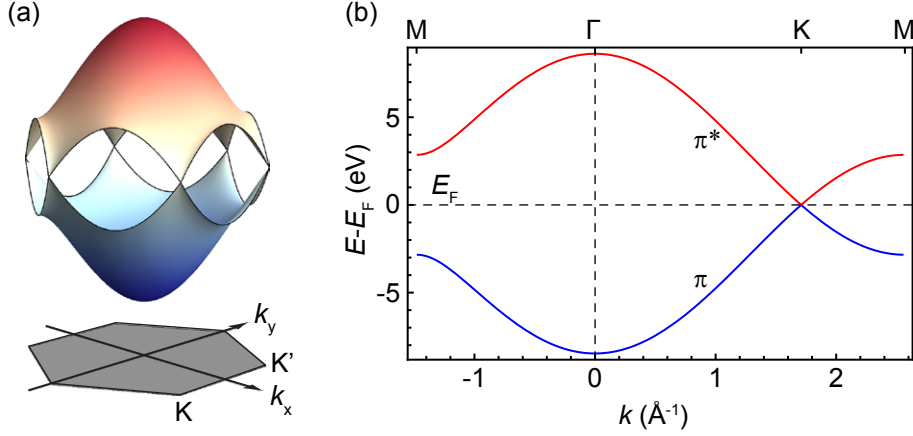 (a)
k_y
K'
k_x
K
(b)
M Γ K M
5
0
-5
E-E_F (eV)
E_F
π*
π
-1 0 1 2
k (Å⁻¹)